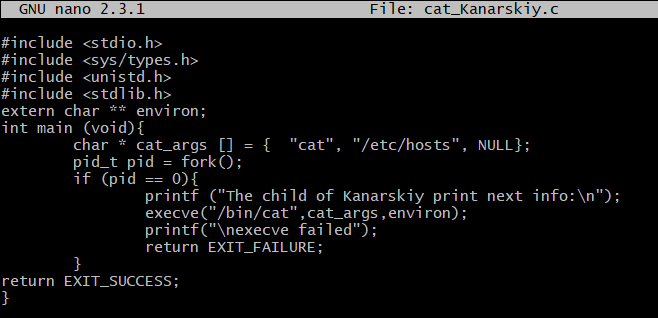 GNU nano 2.3.1 File: cat_Kanarskiy.c
#include <stdio.h>
#include <sys/types.h>
#include <unistd.h>
#include <stdlib.h>
extern char ** environ;
int main (void){
        char * cat_args [] = {  "cat", "/etc/hosts", NULL};
        pid_t pid = fork();
        if (pid == 0){
                printf ("The child of Kanarskiy print next info:\n");
                execve("/bin/cat",cat_args,environ);
                printf("\nexecve failed");
                return EXIT_FAILURE;
        }
return EXIT_SUCCESS;
}